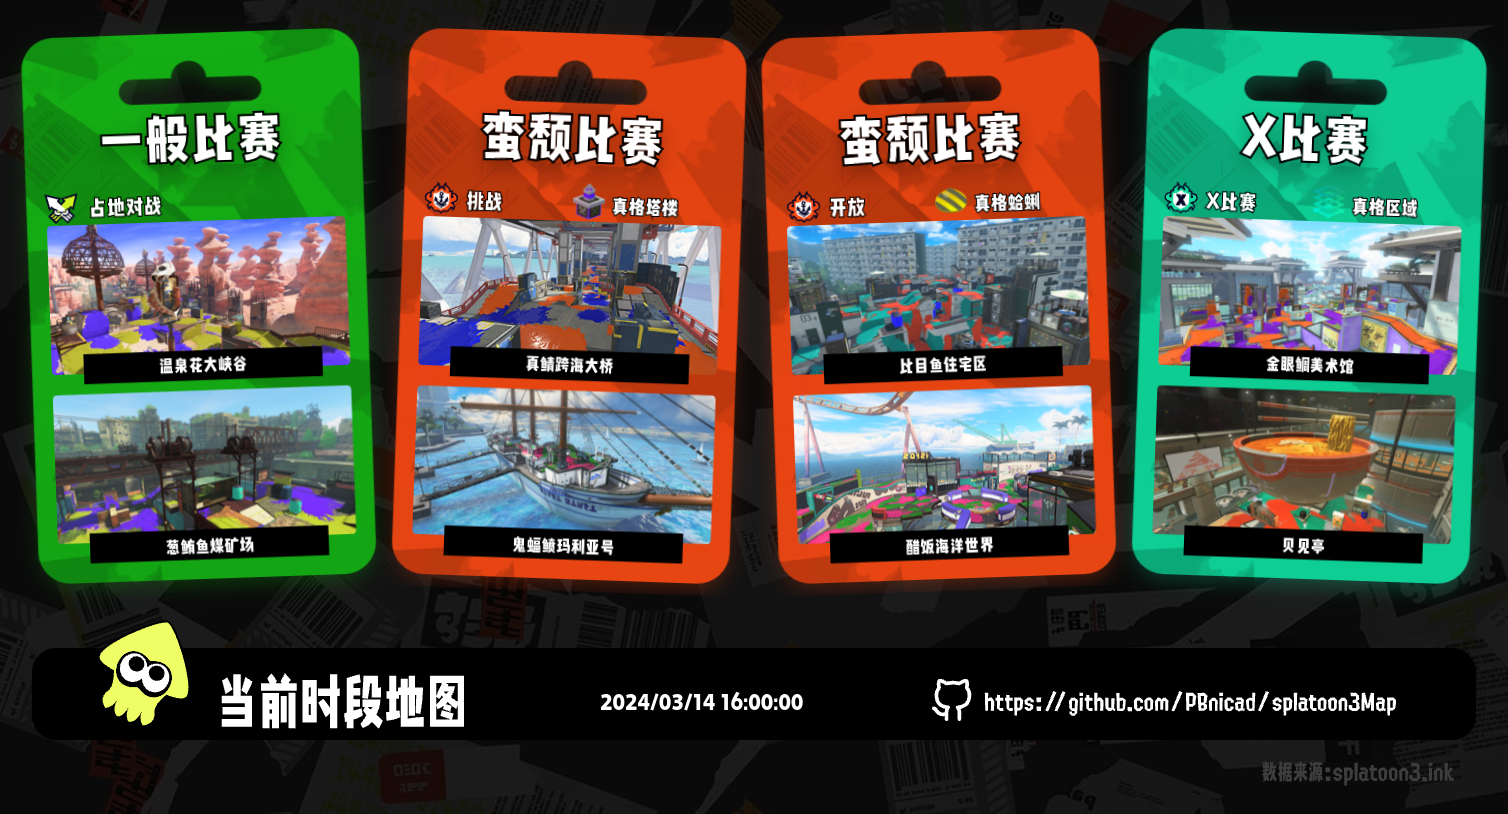 一般比赛
占地对战
温泉花大峡谷
葱鲔鱼煤矿场
蛮颓比赛
挑战
真格塔楼
真鲭跨海大桥
鬼蝠鲼玛利亚号
蛮颓比赛
开放
真格蛤蜊
比目鱼住宅区
醋饭海洋世界
X比赛
X比赛
真格区域
金眼鲷美术馆
贝见亭
当前时段地图
2024/03/14 16:00:00
https://github.com/PBnicad/splatoon3Map
数据来源:splatoon3.ink